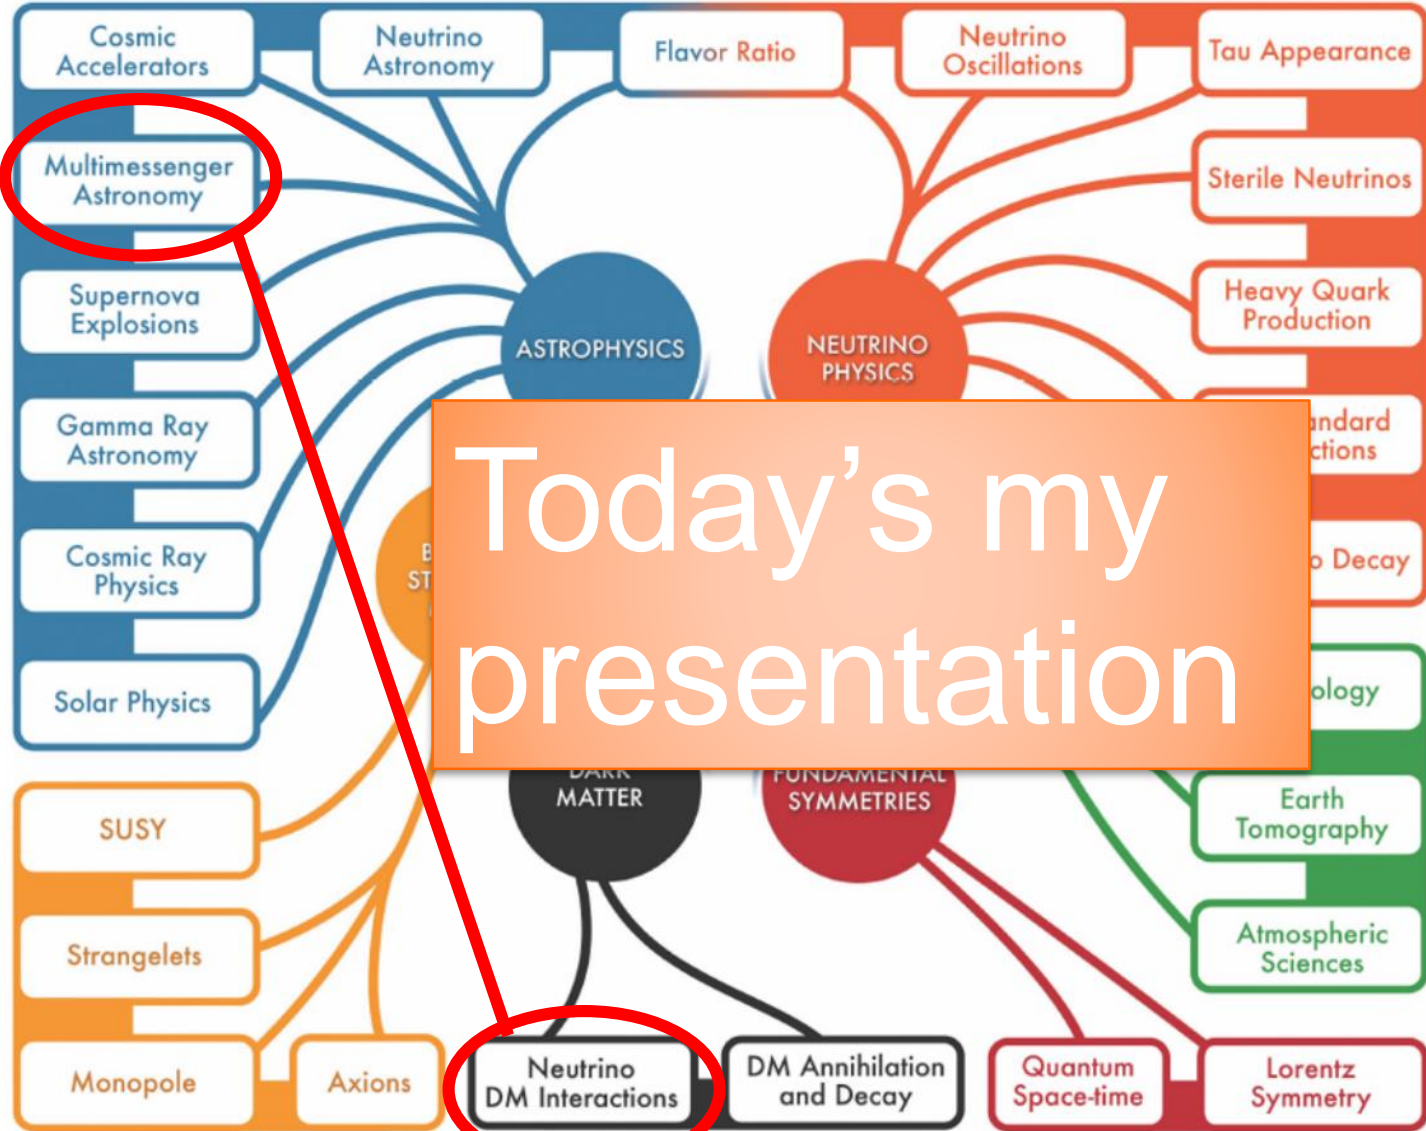 Cosmic
Accelerators
Neutrino
Astronomy
Flavor Ratio
Neutrino
Oscillations
Tau Appearance
Multimessenger
Astronomy
Sterile Neutrinos
Supernova
Explosions
Heavy Quark
Production
ASTROPHYSICS
NEUTRINO
PHYSICS
Gamma Ray
Astronomy
Today's my
presentation
Cosmic Ray
Physics
Decay
Solar Physics
DARK
MATTER
FUNDAMENTAL
SYMMETRIES
SUSY
Earth
Tomography
Strangelets
Atmospheric
Sciences
Monopole
Axions
Neutrino
DM Interactions
DM Annihilation
and Decay
Quantum
Space-time
Lorentz
Symmetry